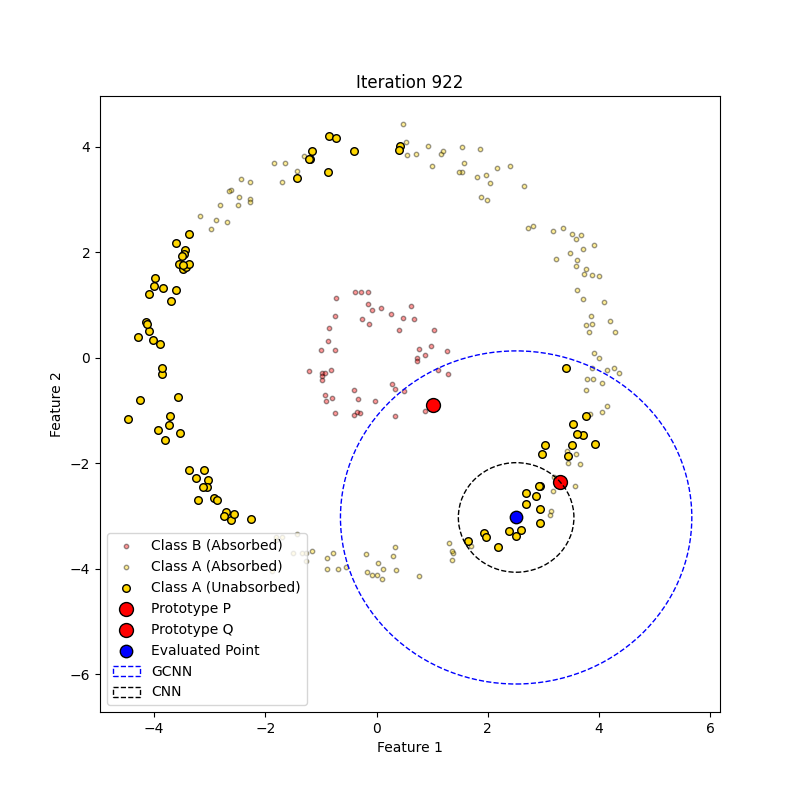 Iteration 922
Feature 2
4
2
0
−2
−4
−6
Class B (Absorbed)
Class A (Absorbed)
Class A (Unabsorbed)
Prototype P
Prototype Q
Evaluated Point
GCNN
CNN
−4
−2
0
2
4
6
Feature 1